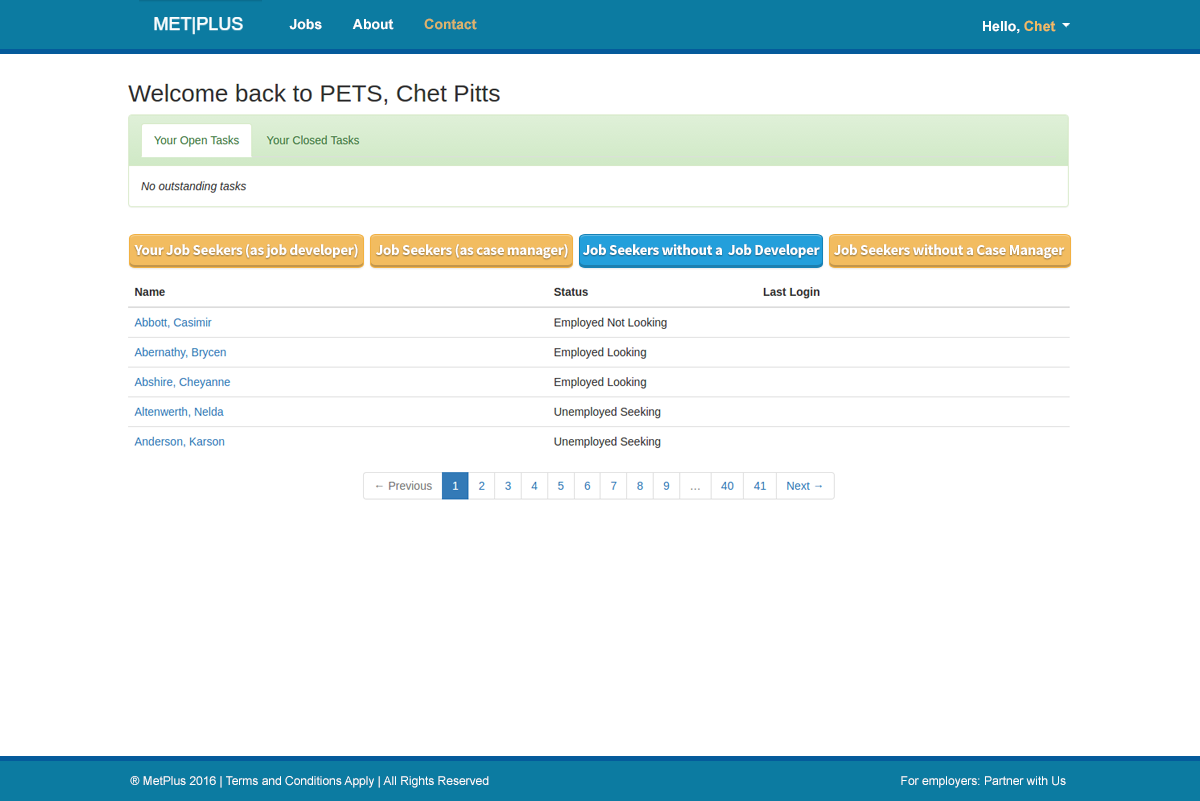 MET|PLUS Jobs About Contact Hello, Chet
Welcome back to PETS, Chet Pitts
Your Open Tasks Your Closed Tasks
No outstanding tasks
Your Job Seekers (as job developer) Job Seekers (as case manager) Job Seekers without a Job Developer Job Seekers without a Case Manager
Name Status Last Login
Abbott, Casimir Employed Not Looking
Abernathy, Brycen Employed Looking
Abshire, Cheyanne Employed Looking
Altenwerth, Nelda Unemployed Seeking
Anderson, Karson Unemployed Seeking
← Previous 1 2 3 4 5 6 7 8 9 … 40 41 Next →
® MetPlus 2016 | Terms and Conditions Apply | All Rights Reserved For employers: Partner with Us